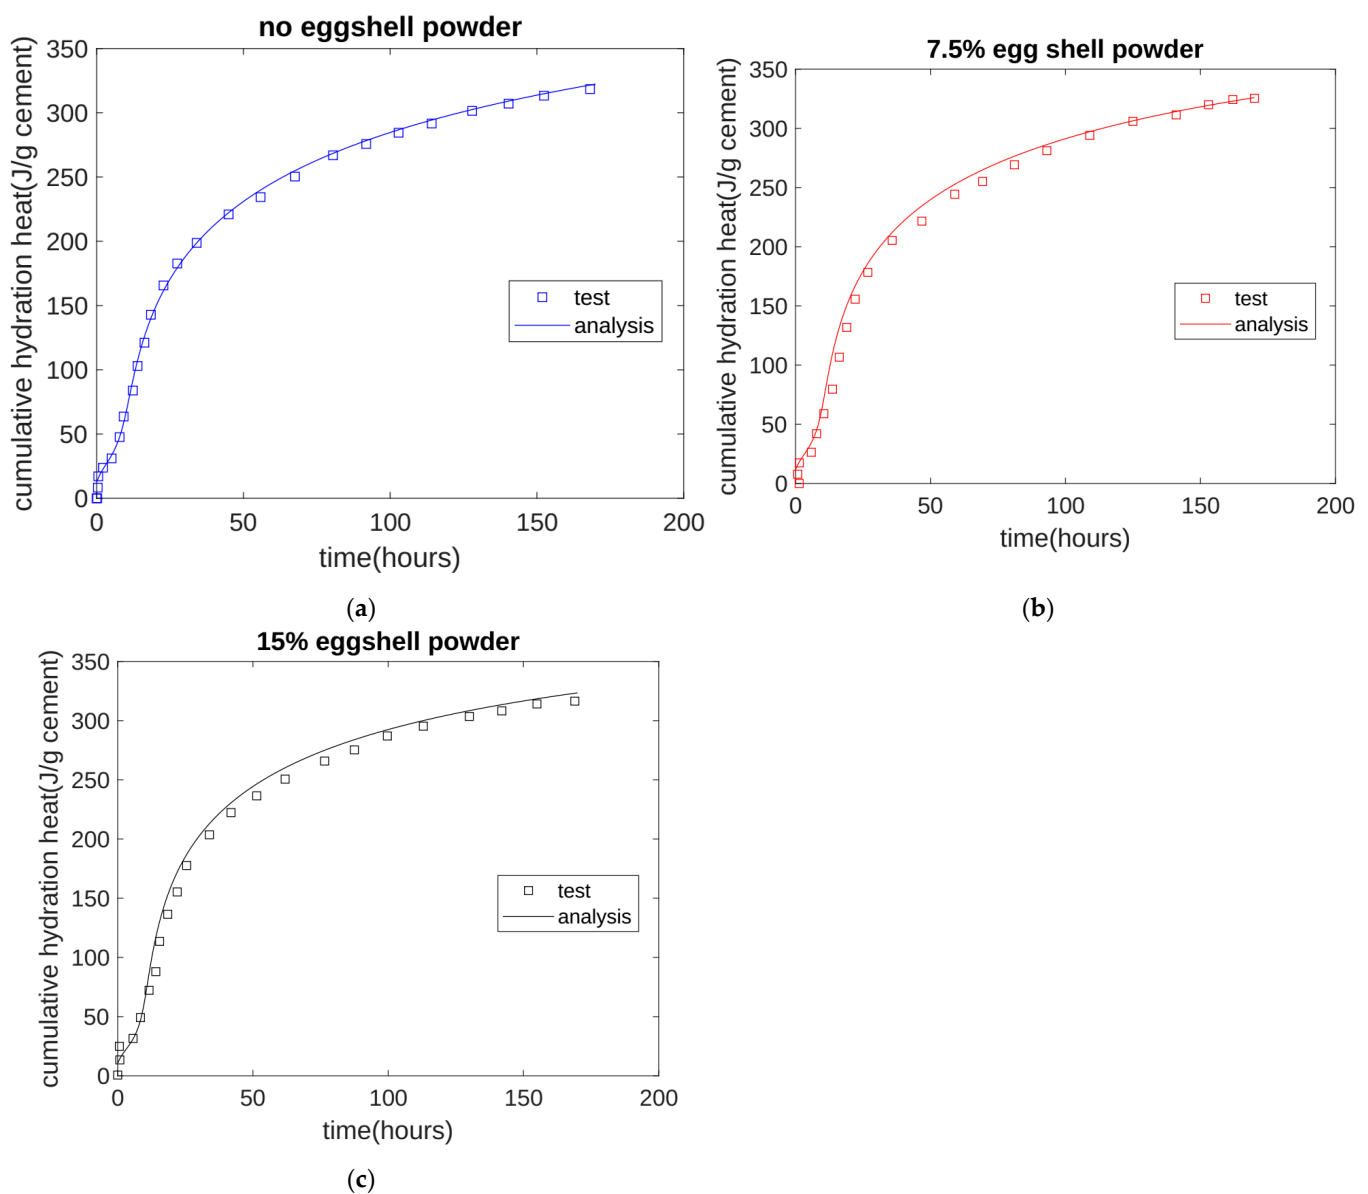 no eggshell powder
cumulative hydration heat(J/g cement)
350
300
250
200
150
100
50
0
0 50 100 150 200
time(hours)
test
analysis
(a)
7.5% egg shell powder
cumulative hydration heat(J/g cement)
350
300
250
200
150
100
50
0
0 50 100 150 200
time(hours)
test
analysis
(b)
15% eggshell powder
cumulative hydration heat(J/g cement)
350
300
250
200
150
100
50
0
0 50 100 150 200
time(hours)
test
analysis
(c)